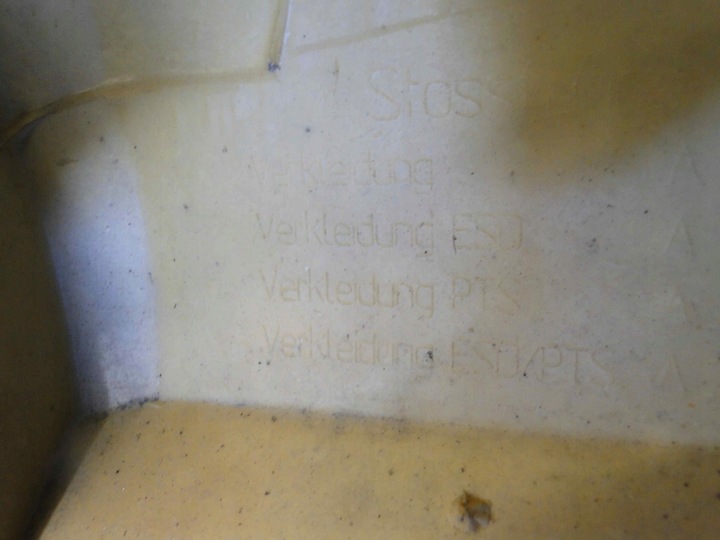 Stoss
Verkleidung
Verkleidung ESD
Verkleidung PTS
Verkleidung ESD/PTS